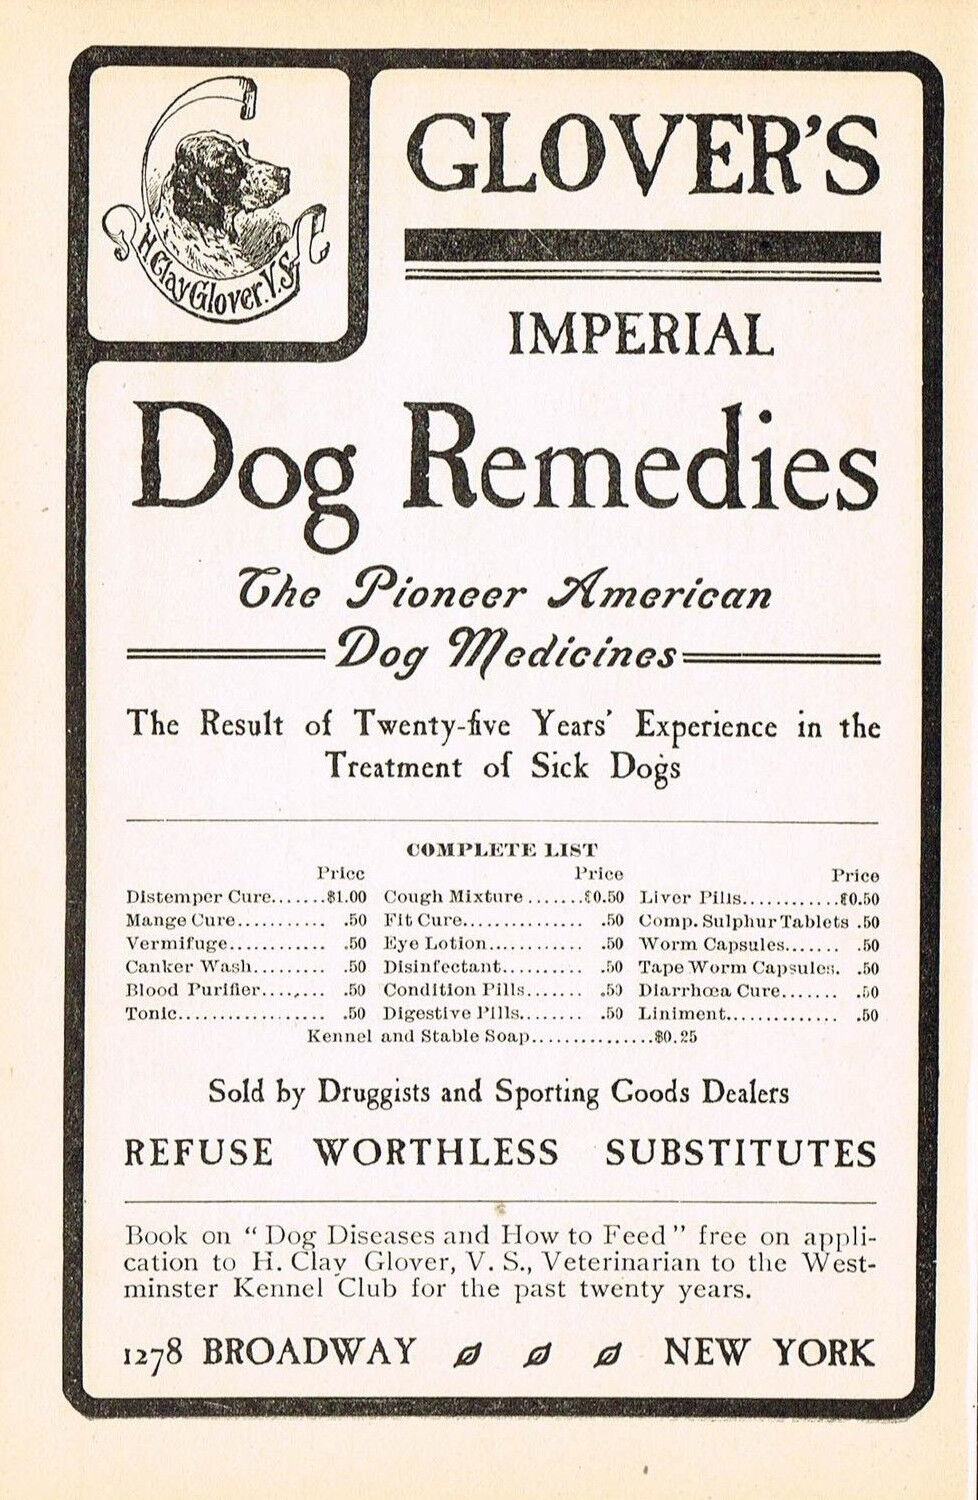 H Clay Glover. V.S.
GLOVER'S
IMPERIAL
Dog Remedies
The Pioneer American
Dog Medicines
The Result of Twenty-five Years' Experience in the
Treatment of Sick Dogs
COMPLETE LIST
Price Price Price
Distemper Cure.......$1.00 Cough Mixture.......$0.50 Liver Pills............$0.50
Mange Cure........... .50 Fit Cure............... .50 Comp. Sulphur Tablets .50
Vermifuge............ .50 Eye Lotion............ .50 Worm Capsules....... .50
Canker Wash......... .50 Disinfectant.......... .50 Tape Worm Capsules. .50
Blood Purifier........ .50 Condition Pills....... .50 Diarrhœa Cure....... .50
Tonic.................. .50 Digestive Pills........ .50 Liniment............. .50
Kennel and Stable Soap...............$0.25
Sold by Druggists and Sporting Goods Dealers
REFUSE WORTHLESS SUBSTITUTES
Book on "Dog Diseases and How to Feed" free on appli-
cation to H. Clay Glover, V. S., Veterinarian to the West-
minster Kennel Club for the past twenty years.
1278 BROADWAY NEW YORK